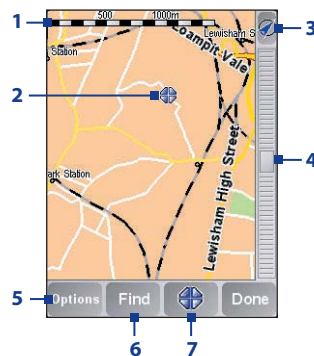 500 1000m
1
3
Lewisham S
Loampit Vale
Station
2
4
Lewisham High Street
ark Station
5
Options Find Done
6 7